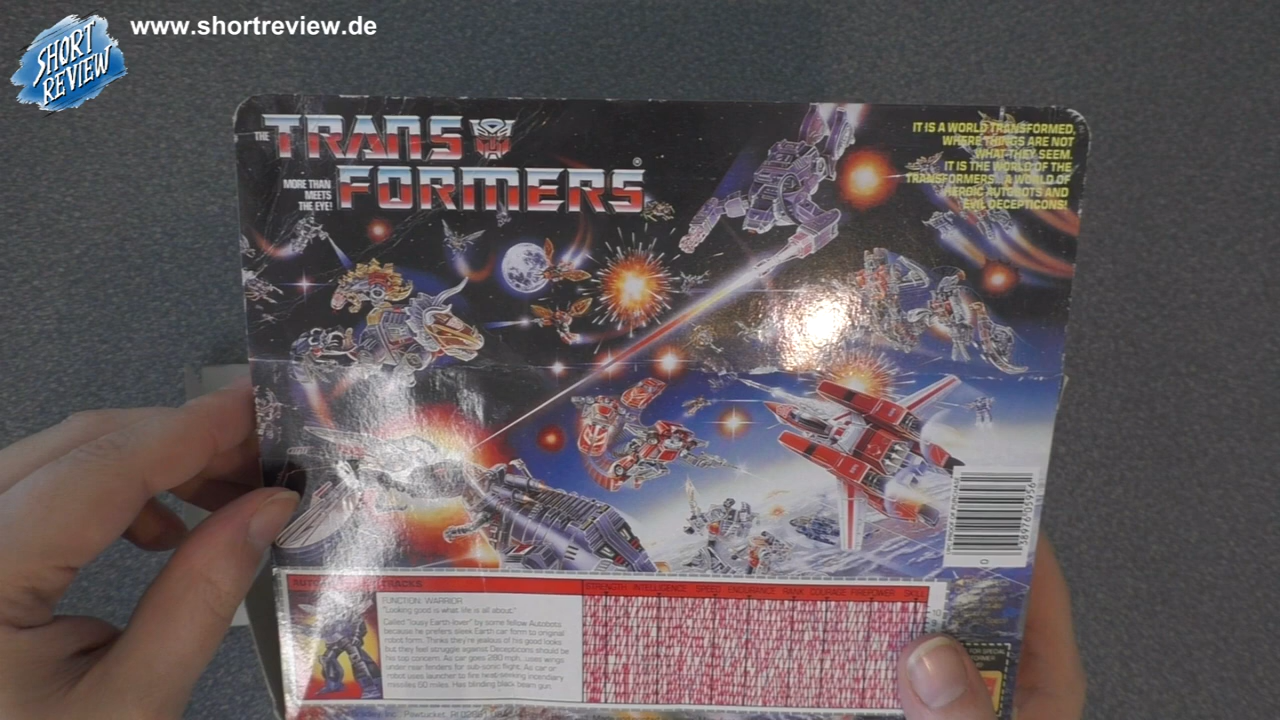 www.shortreview.de
SHORT
REVIEW
THE TRANSFORMERS®
MORE THAN
MEETS
THE EYE!
IT IS A WORLD TRANSFORMED,
WHERE THINGS ARE NOT
WHAT THEY SEEM.
IT IS THE WORLD OF THE
TRANSFORMERS... A WORLD OF
HEROIC AUTOBOTS AND
EVIL DECEPTICONS!
0
TRACKS
FUNCTION: WARRIOR
"Looking good is what life is all about."
Called "lousy Earth-lover" by some fellow Autobots
because he prefers sleek Earth car form to original
robot form. Thinks they're jealous of his good looks
but they feel struggle against Decepticons should be
his top concern. As car goes 280 mph, uses wings
under rear fenders for sub-sonic flight. As car or
robot uses launcher to fire heat-seeking incendiary
missiles 60 miles. Has blinding black beam gun.
STRENGTH INTELLIGENCE SPEED ENDURANCE RANK COURAGE FIREPOWER SKILL
10
FOR SPECIAL
Inc., Pawtucket, RI